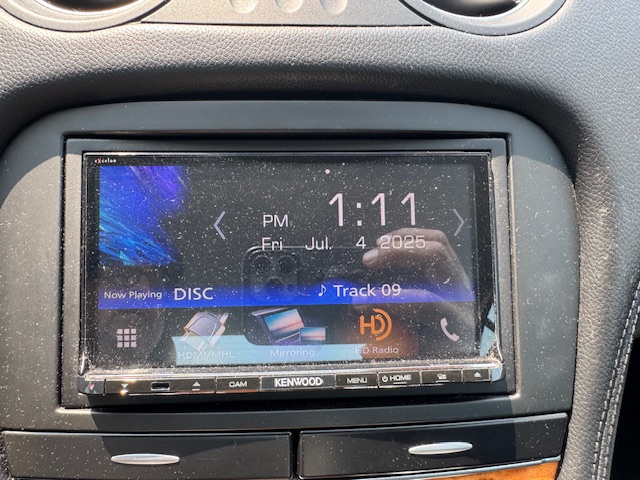 eXcelon
PM 1:11
Fri Jul. 4 2025
Now Playing DISC ♪ Track 09
HDMI/MHL Mirroring HD Radio
CAM KENWOOD MENU HOME